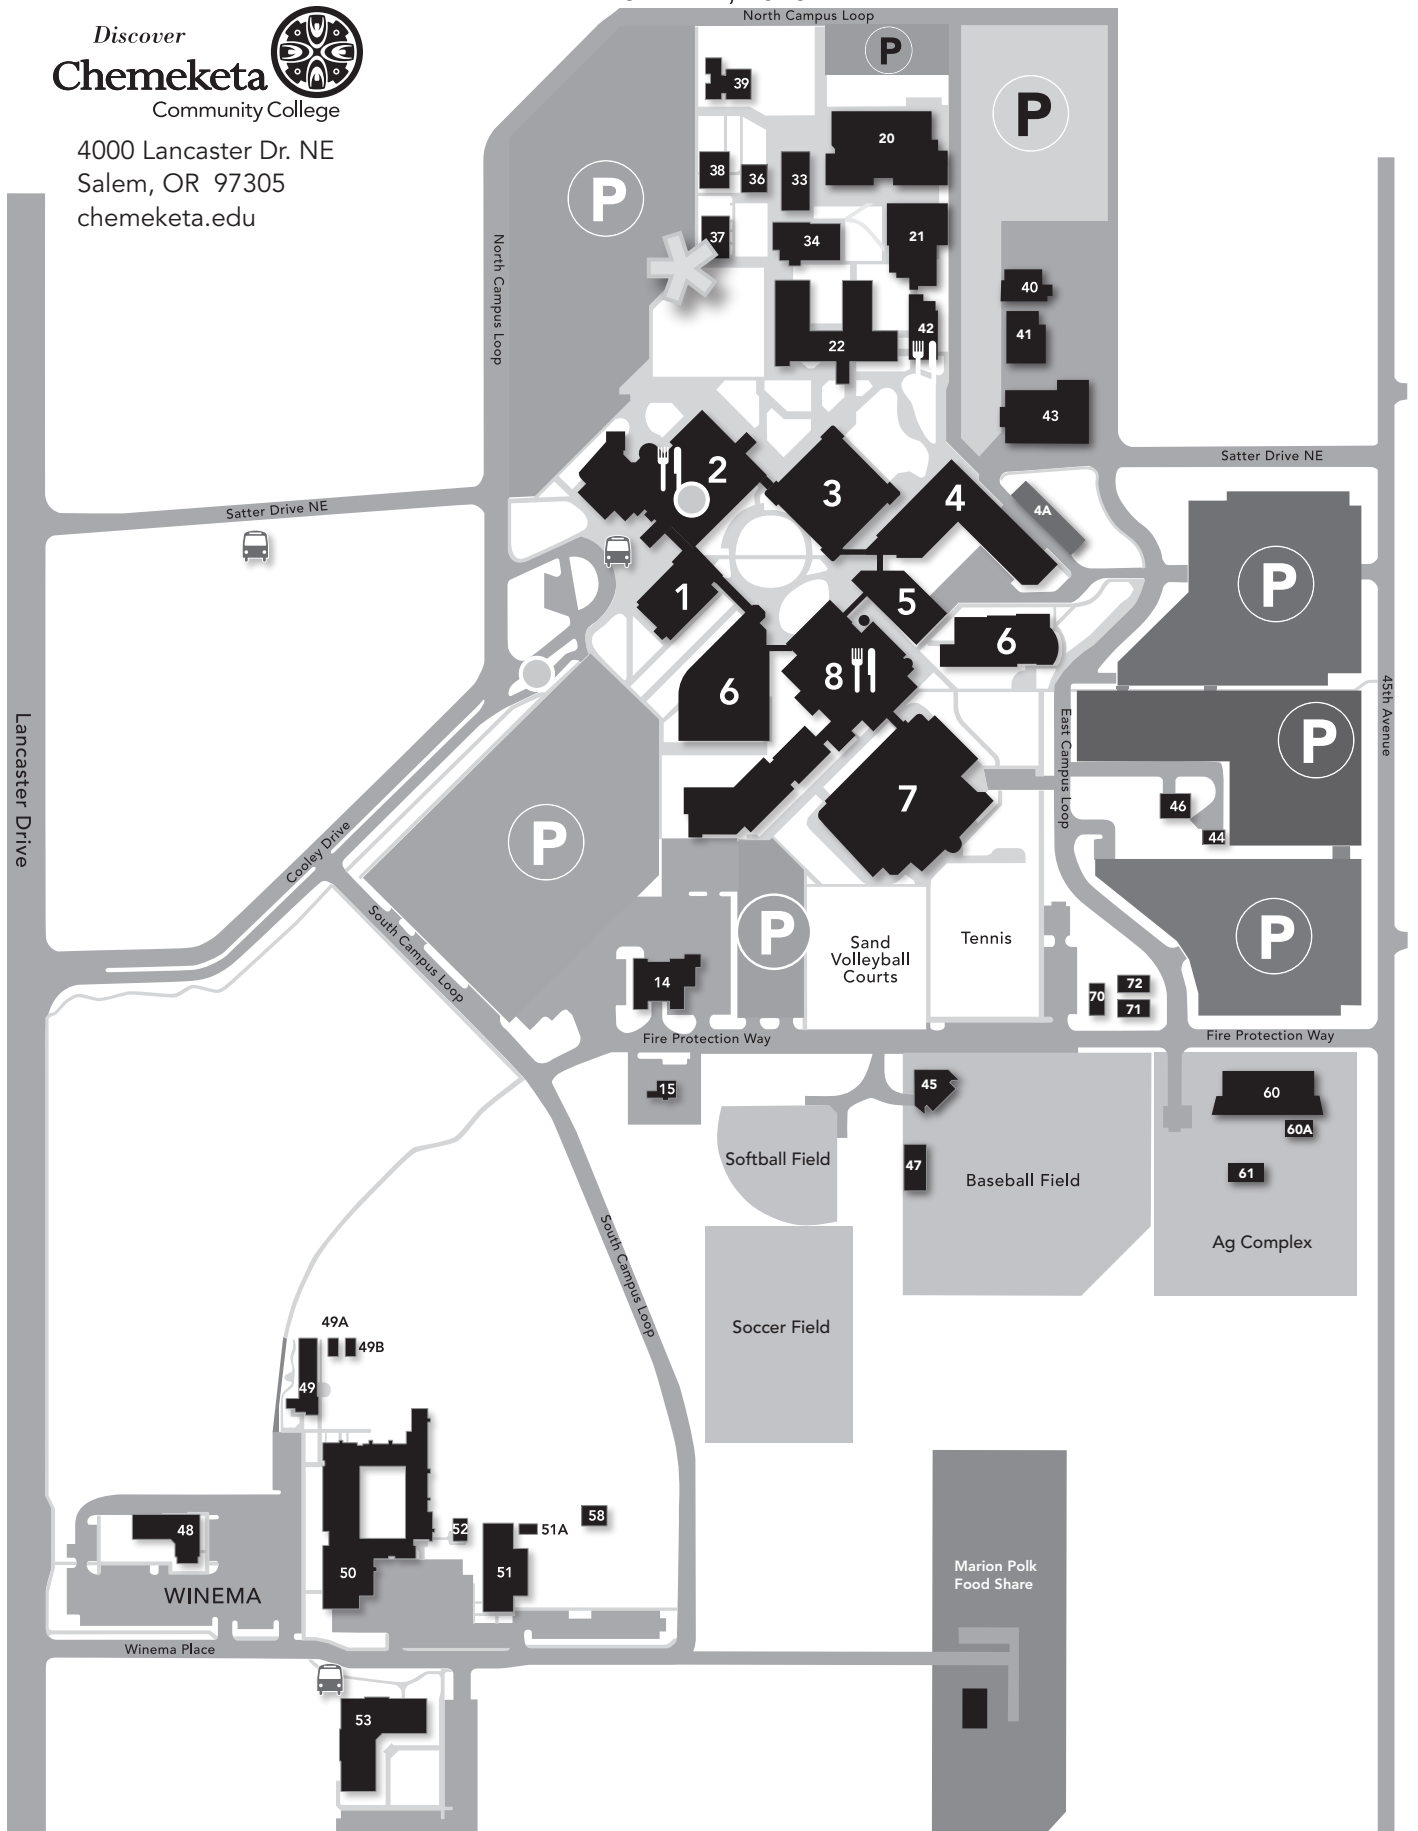 North Campus Loop
Discover
Chemeketa
Community College
4000 Lancaster Dr. NE
Salem, OR 97305
chemeketa.edu
P
P
P
39
20
38
36
33
37
34
21
North Campus Loop
40
42
41
22
43
Satter Drive NE
2
3
4
4A
Satter Drive NE
P
1
5
6
6
8
45th Avenue
East Campus Loop
P
Lancaster Drive
7
46
44
P
Cooley Drive
South Campus Loop
P
P
Sand
Volleyball
Courts
Tennis
14
70
72
71
Fire Protection Way
Fire Protection Way
15
45
60
60A
Softball Field
47
61
Baseball Field
Ag Complex
South Campus Loop
Soccer Field
49A
49B
49
58
48
52
51A
50
51
Marion Polk
Food Share
WINEMA
Winema Place
53